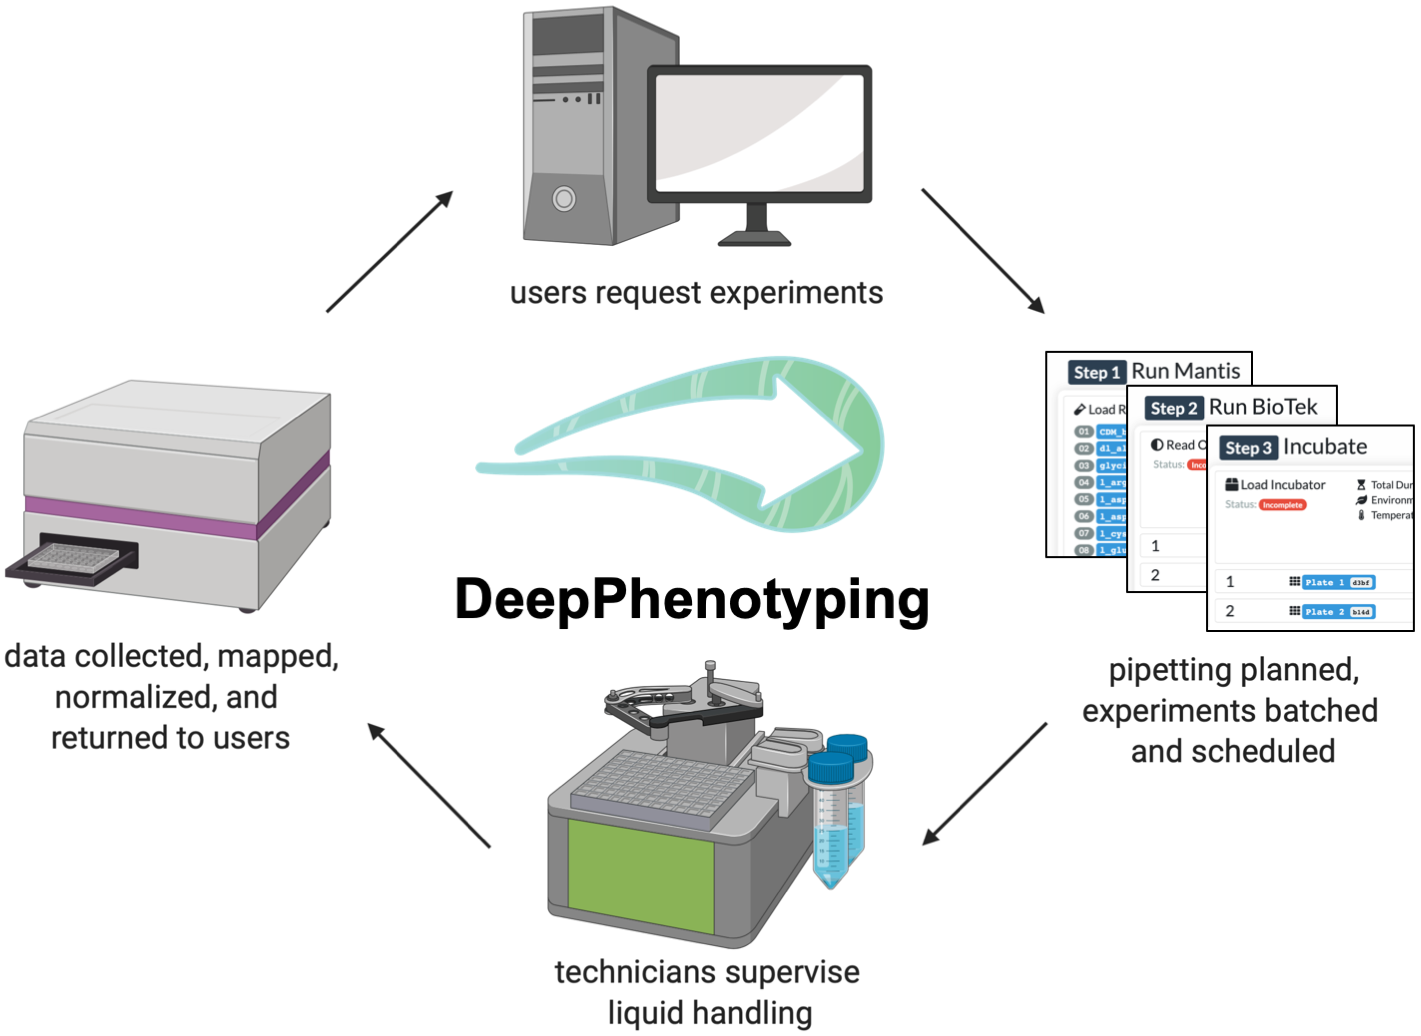 users request experiments
Step 1 Run Mantis
Load R
01 CDM_b
02 dl_al
03 glyci
04 l_arg
05 l_asp
06 l_asp
07 l_cys
08 l_glu
Step 2 Run BioTek
Read O
Status: Inco
1
2
Step 3 Incubate
Load Incubator
Status: Incomplete
Total Dur
Environm
Temperat
1 Plate 1 d3bf
2 Plate 2 b14d
DeepPhenotyping
data collected, mapped,
normalized, and
returned to users
pipetting planned,
experiments batched
and scheduled
technicians supervise
liquid handling